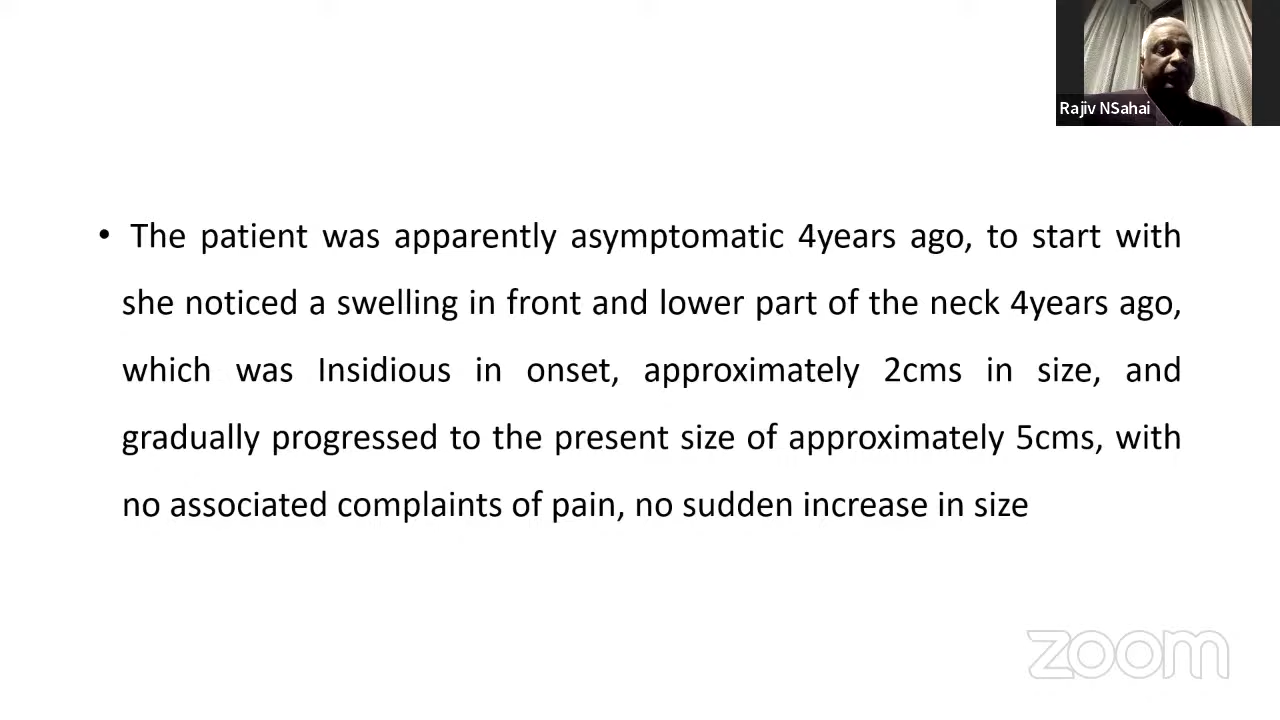 Rajiv NSahai
• The patient was apparently asymptomatic 4years ago, to start with
she noticed a swelling in front and lower part of the neck 4years ago,
which was Insidious in onset, approximately 2cms in size, and
gradually progressed to the present size of approximately 5cms, with
no associated complaints of pain, no sudden increase in size
zoom